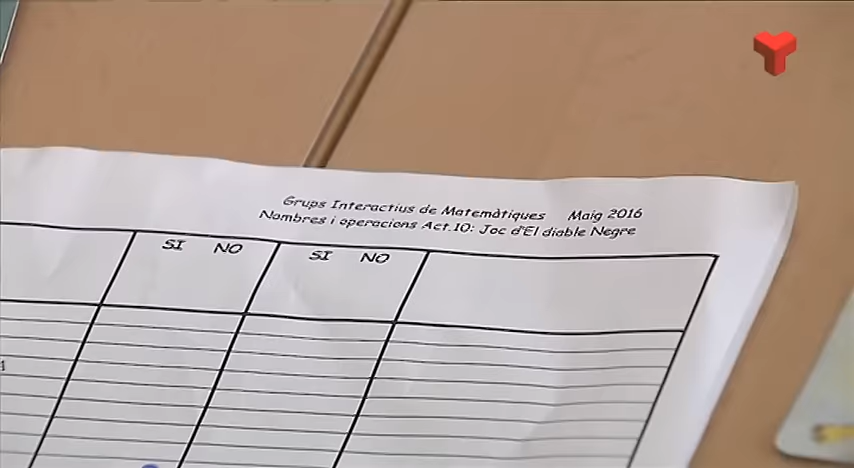 Grups Interactius de Matemàtiques Maig 2016
Nombres i operacions Act.10: Joc d'El diable Negre
SI NO SI NO